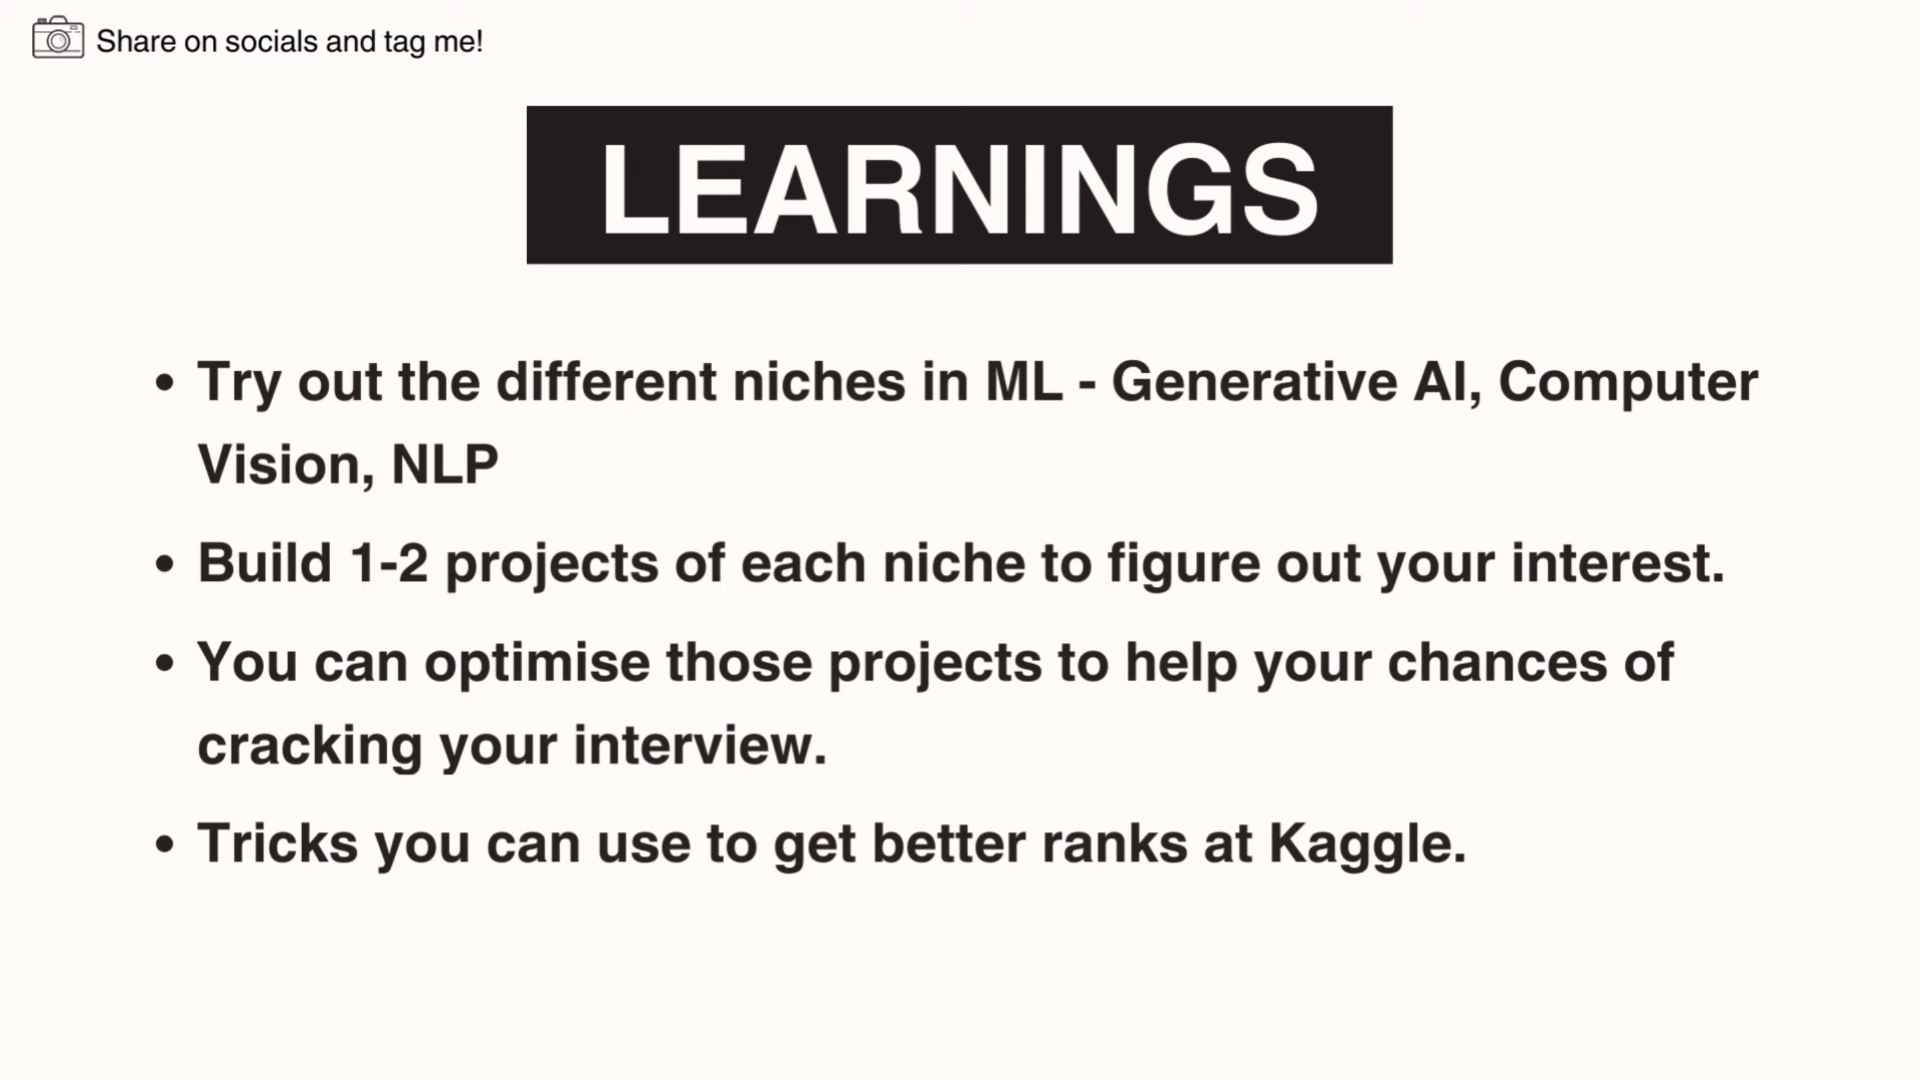 Share on socials and tag me!
LEARNINGS
• Try out the different niches in ML - Generative AI, Computer
Vision, NLP
• Build 1-2 projects of each niche to figure out your interest.
• You can optimise those projects to help your chances of
cracking your interview.
• Tricks you can use to get better ranks at Kaggle.